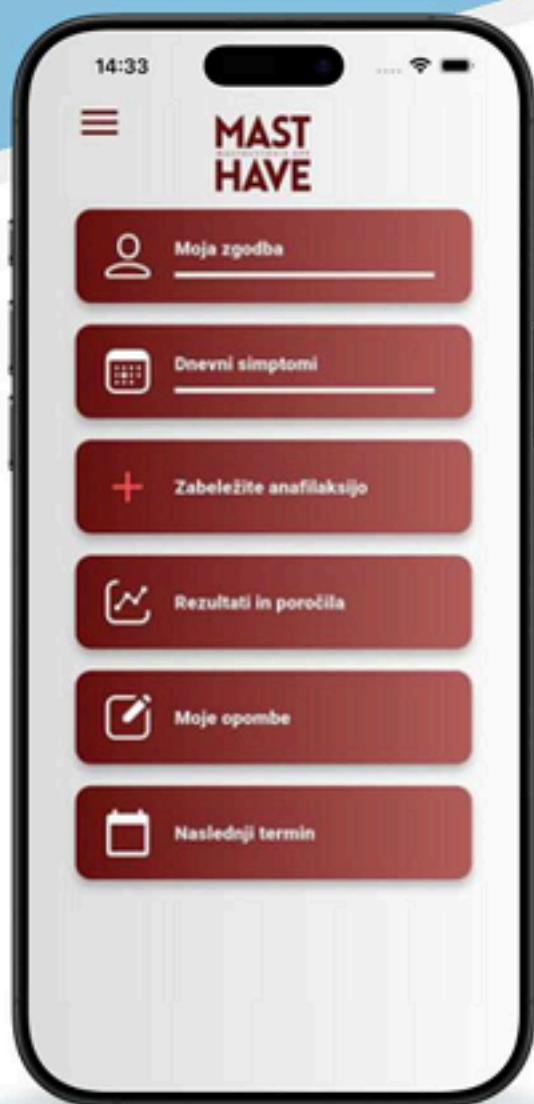 14:33
MAST
HAVE
Moja zgodba
Dnevni simptomi
Zabeležite anafilaksijo
Rezultati in poročila
Moje opombe
Naslednji termin